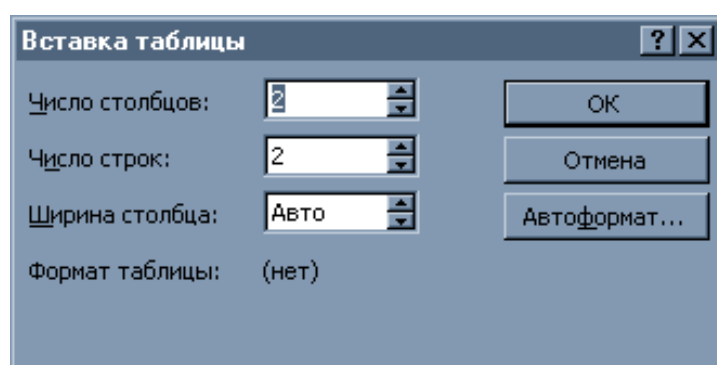 Вставка таблицы
Число столбцов: 2 ОК
Число строк: 2 Отмена
Ширина столбца: Авто Автоформат...
Формат таблицы: (нет)